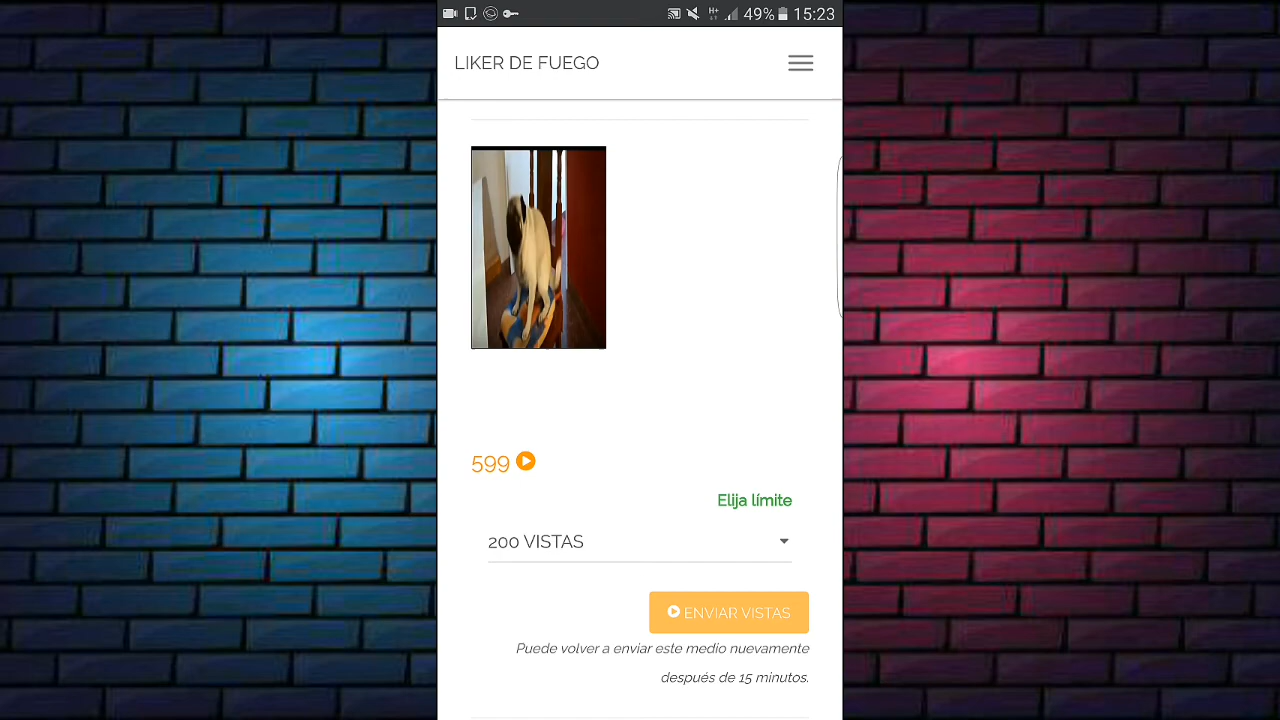 H+ 49% 15:23
LIKER DE FUEGO
599
Elija límite
200 VISTAS
ENVIAR VISTAS
Puede volver a enviar este medio nuevamente
después de 15 minutos.